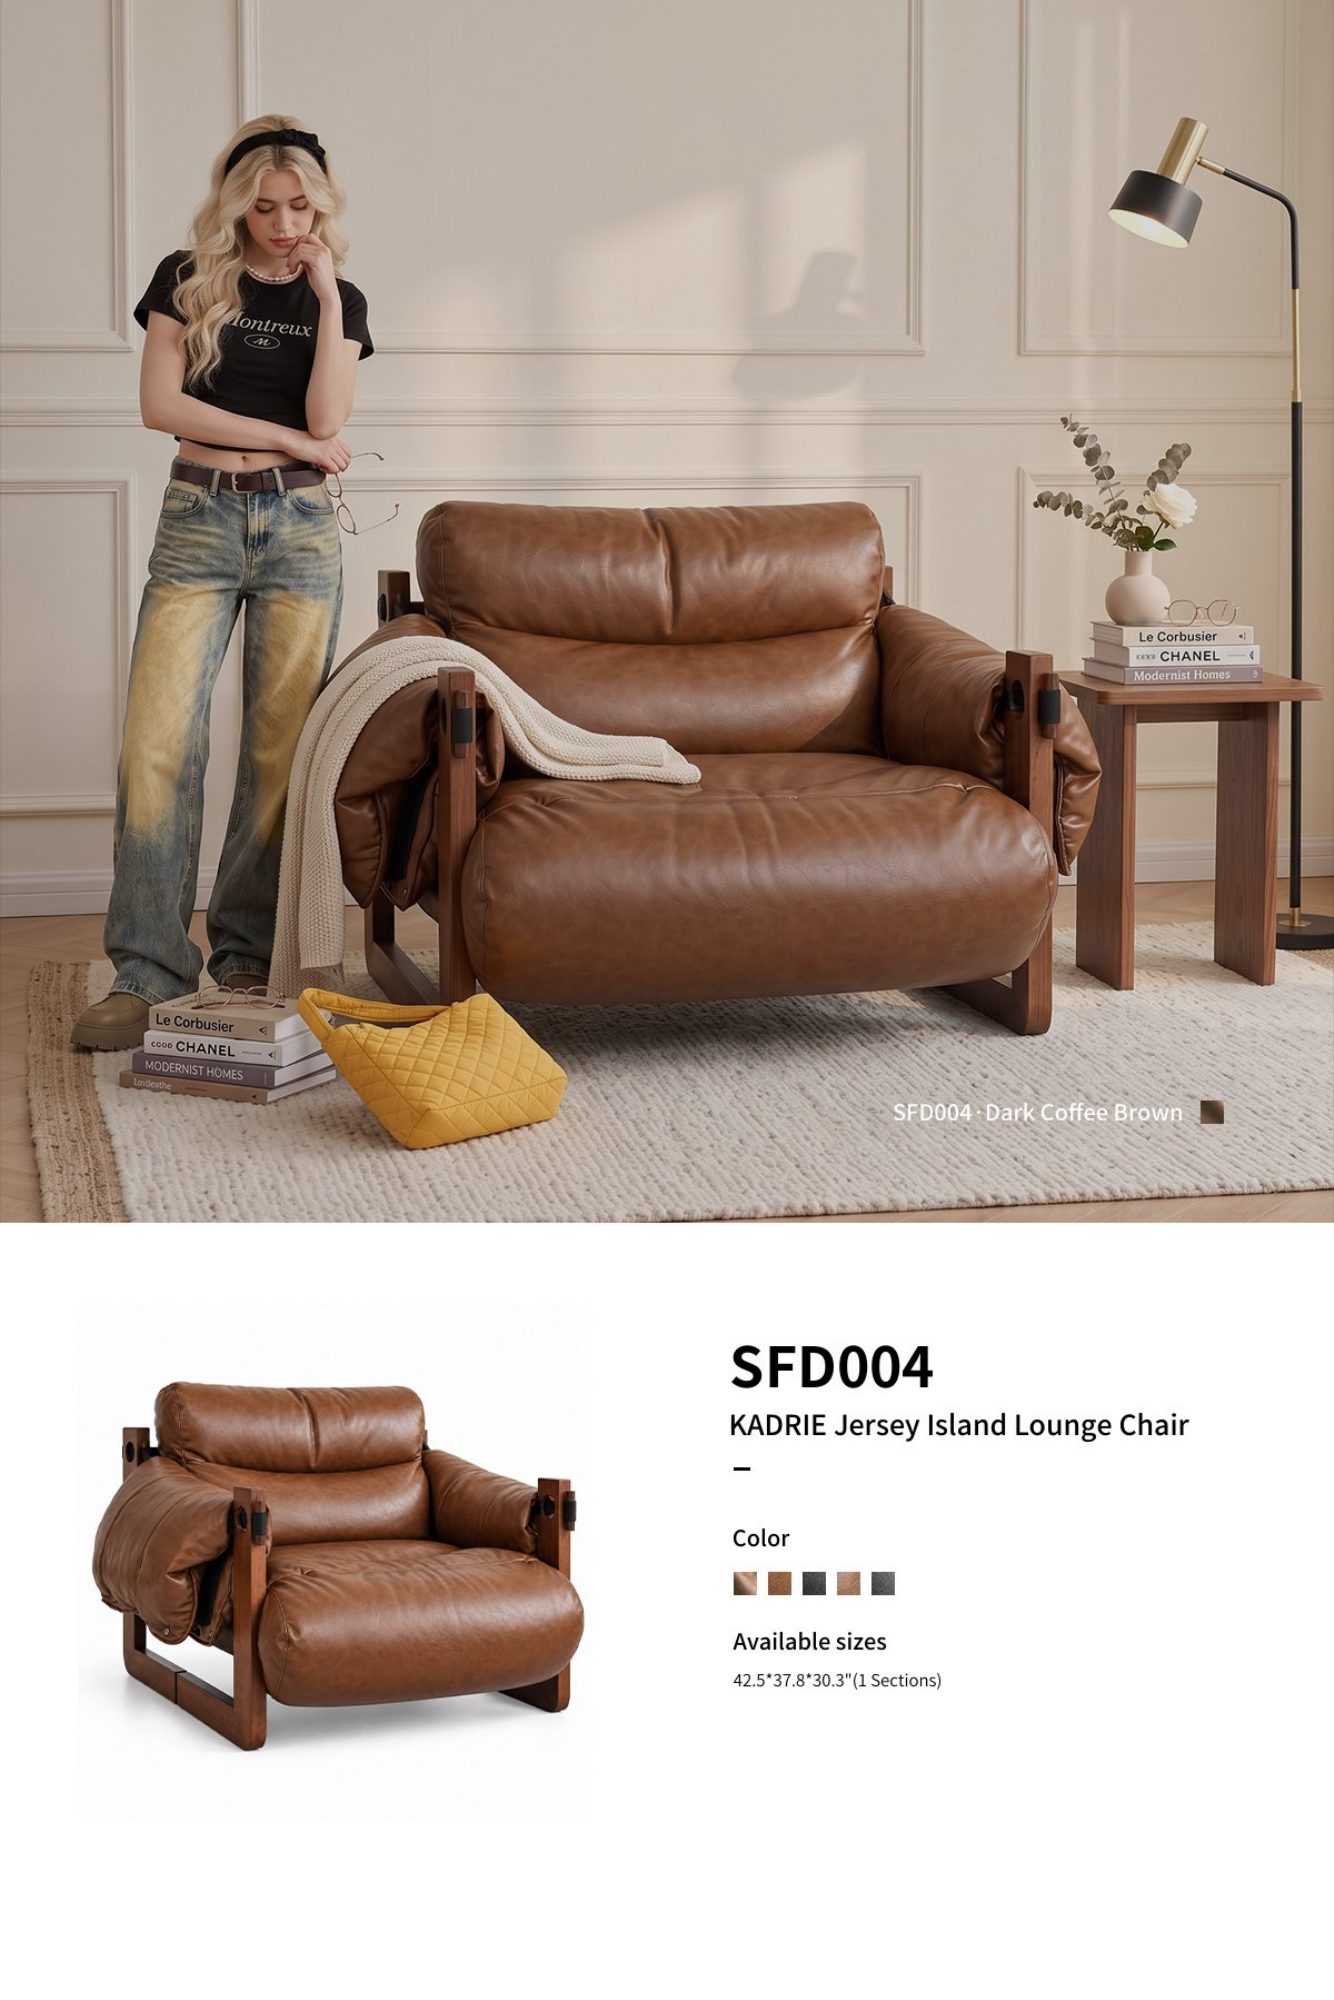 Montreux
M
Le Corbusier
CHANEL
Modernist Homes
Le Corbusier
COOD CHANEL
MODERNIST HOMES
SFD004·Dark Coffee Brown
SFD004
KADRIE Jersey Island Lounge Chair
Color
Available sizes
42.5*37.8*30.3"(1 Sections)